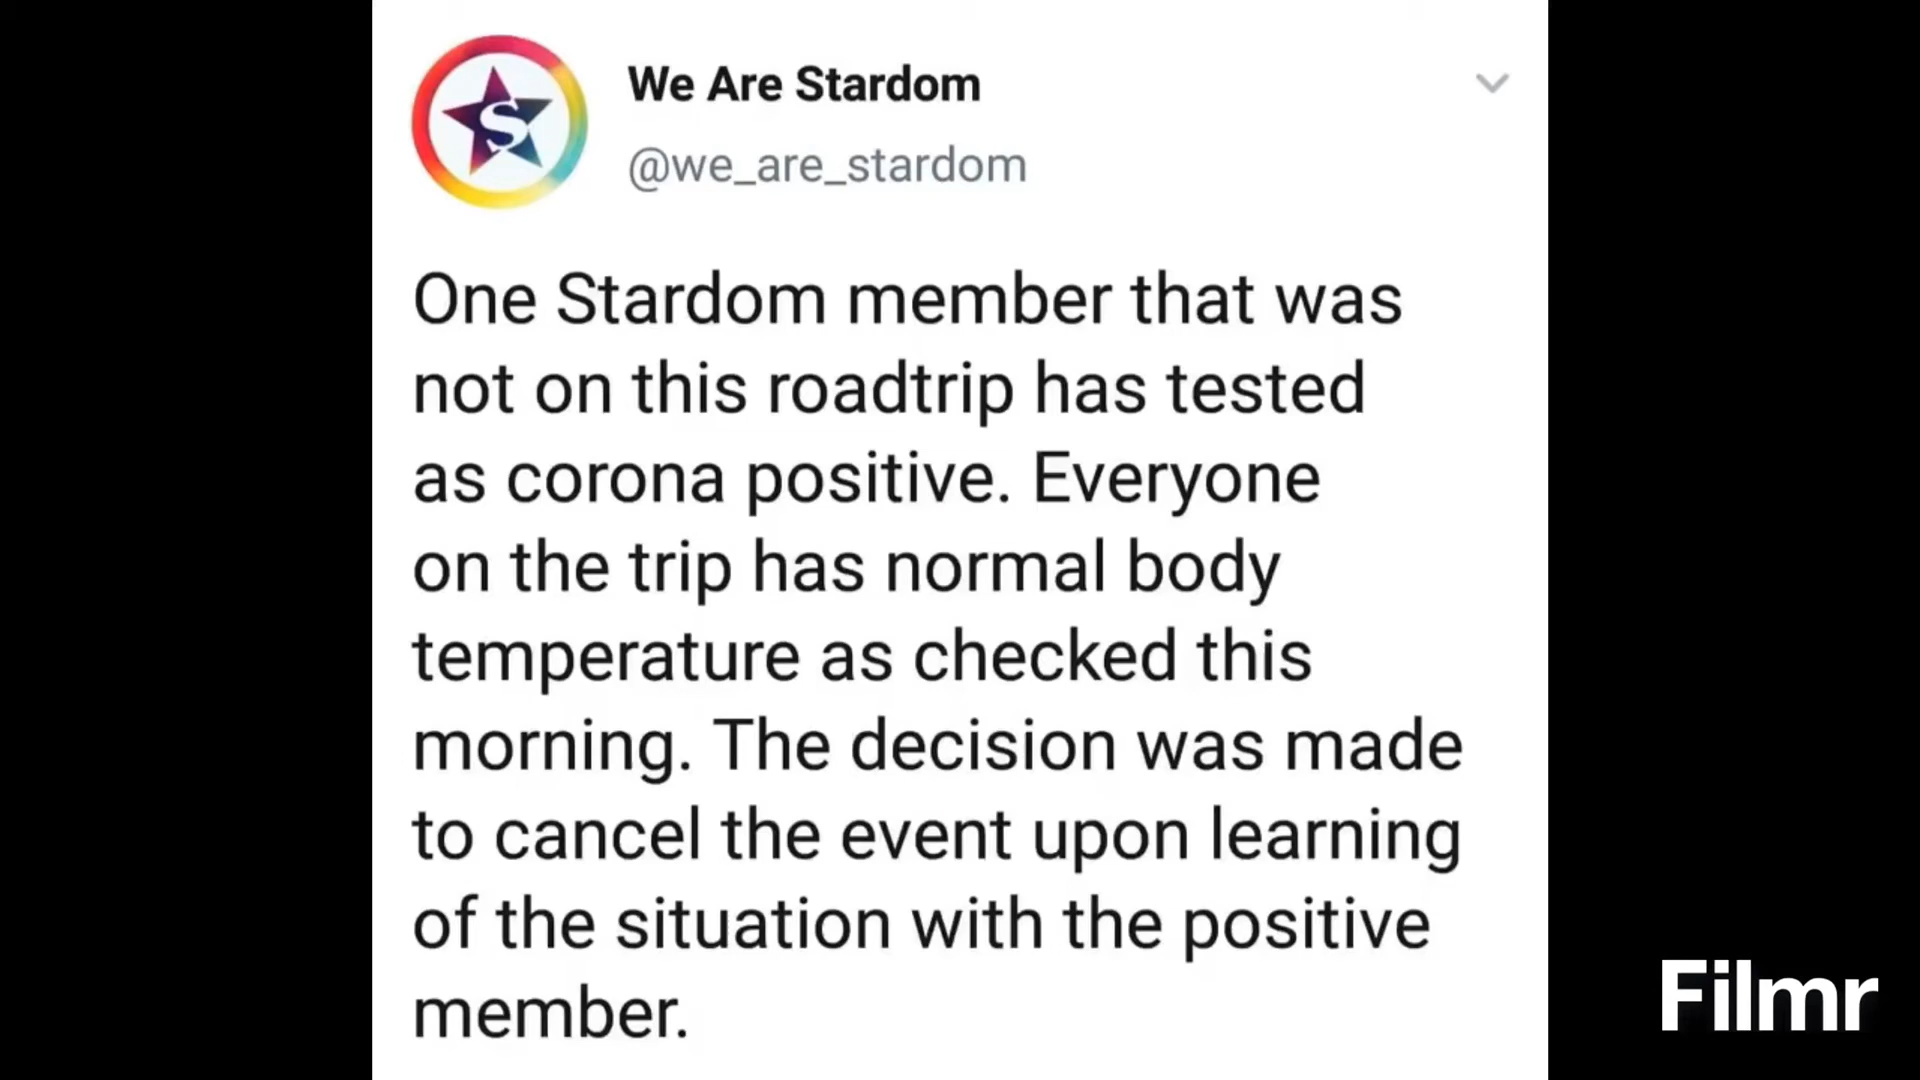 We Are Stardom
@we_are_stardom
One Stardom member that was
not on this roadtrip has tested
as corona positive. Everyone
on the trip has normal body
temperature as checked this
morning. The decision was made
to cancel the event upon learning
of the situation with the positive
member.
S
Filmr